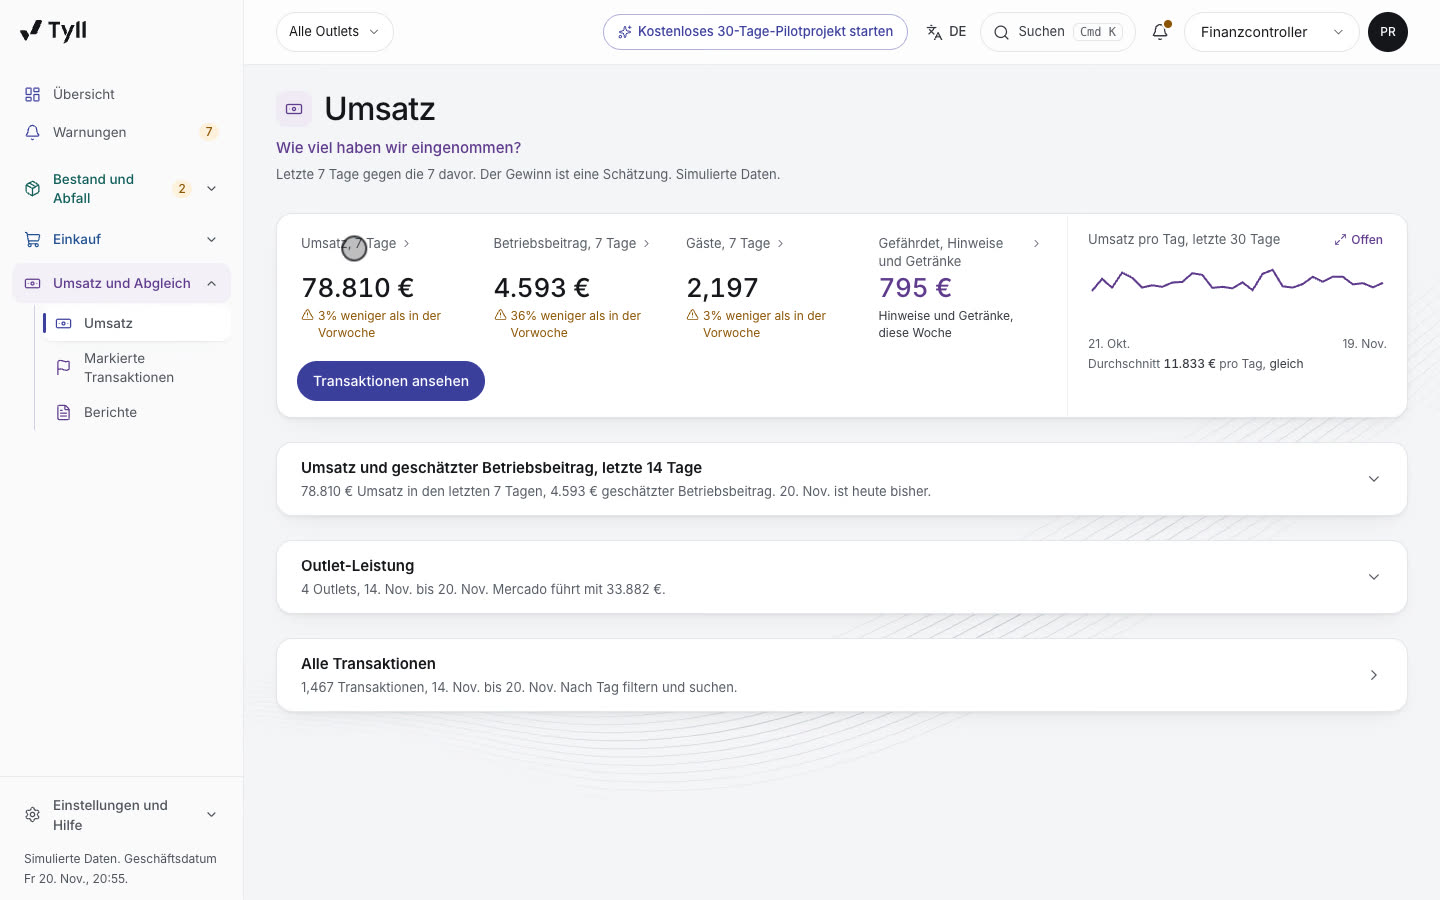 Tyll
Alle Outlets
Kostenloses 30-Tage-Pilotprojekt starten
DE
Suchen
Cmd K
Finanzcontroller
PR
Übersicht
Warnungen
7
Bestand und
Abfall
2
Einkauf
Umsatz und Abgleich
Umsatz
Markierte
Transaktionen
Berichte
Einstellungen und
Hilfe
Simulierte Daten. Geschäftsdatum
Fr 20. Nov., 20:55.
Umsatz
Wie viel haben wir eingenommen?
Letzte 7 Tage gegen die 7 davor. Der Gewinn ist eine Schätzung. Simulierte Daten.
Umsatz, 7 Tage
78.810 €
3% weniger als in der
Vorwoche
Betriebsbeitrag, 7 Tage
4.593 €
36% weniger als in der
Vorwoche
Gäste, 7 Tage
2,197
3% weniger als in der
Vorwoche
Gefährdet, Hinweise
und Getränke
795 €
Hinweise und Getränke,
diese Woche
Transaktionen ansehen
Umsatz pro Tag, letzte 30 Tage
Offen
21. Okt.
19. Nov.
Durchschnitt 11.833 € pro Tag, gleich
Umsatz und geschätzter Betriebsbeitrag, letzte 14 Tage
78.810 € Umsatz in den letzten 7 Tagen, 4.593 € geschätzter Betriebsbeitrag. 20. Nov. ist heute bisher.
Outlet-Leistung
4 Outlets, 14. Nov. bis 20. Nov. Mercado führt mit 33.882 €.
Alle Transaktionen
1,467 Transaktionen, 14. Nov. bis 20. Nov. Nach Tag filtern und suchen.